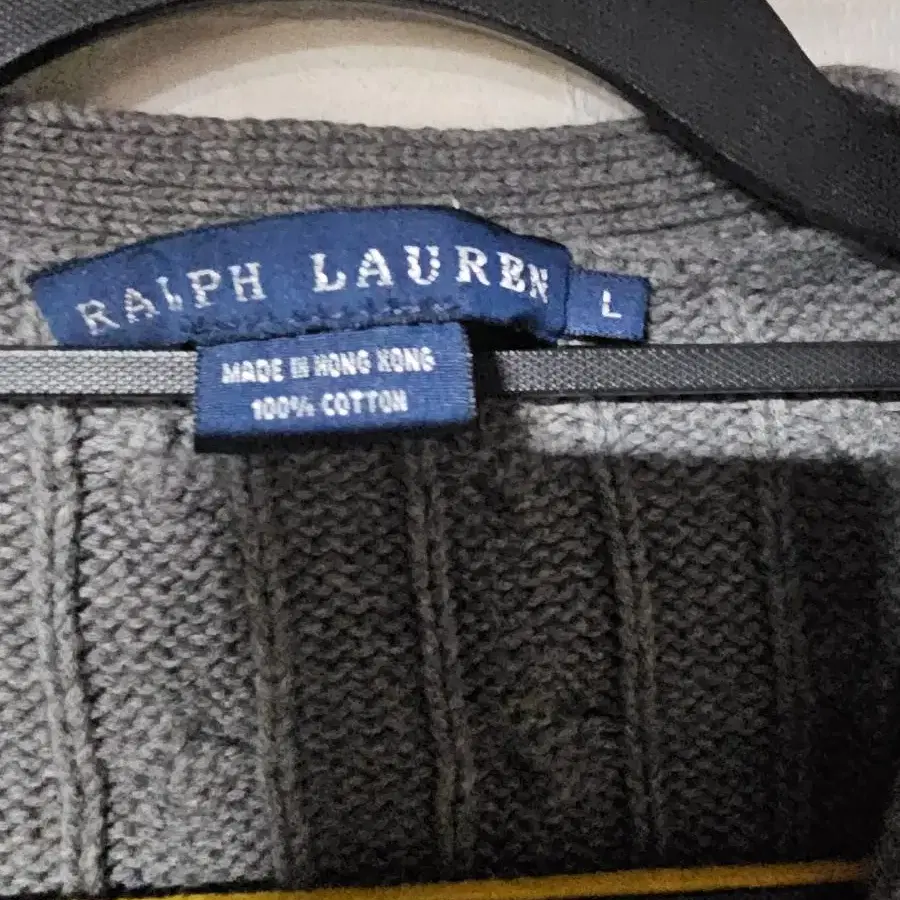 RALPH LAUREN
L
MADE IN HONG KONG
100% COTTON